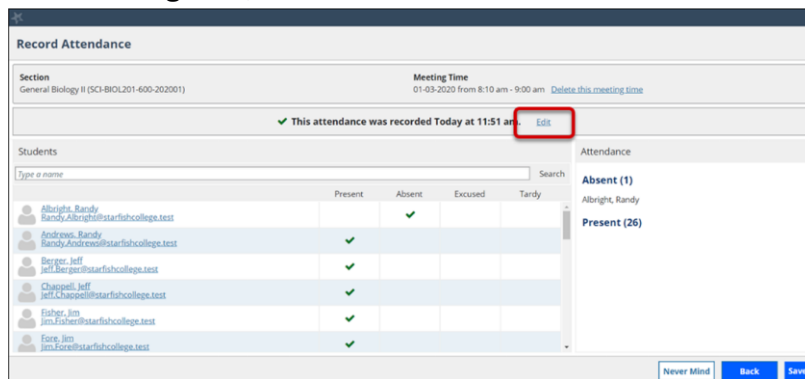 Record Attendance
Section
General Biology II (SCI-BIOL201-600-202001)
Meeting Time
01-03-2020 from 8:10 am - 9:00 am Delete this meeting time
This attendance was recorded Today at 11:51 am. Edit
Students
Attendance
Type a name
Search
Present Absent Excused Tardy
Albright, Randy
Randy.Albright@starfishcollege.test
Andrews, Randy
Randy.Andrews@starfishcollege.test
Berger, Jeff
Jeff.Berger@starfishcollege.test
Chappell, Jeff
Jeff.Chappell@starfishcollege.test
Fisher, Jim
Jim.Fisher@starfishcollege.test
Fore, Jim
Jim.Fore@starfishcollege.test
Absent (1)
Albright, Randy
Present (26)
Never Mind Back Save